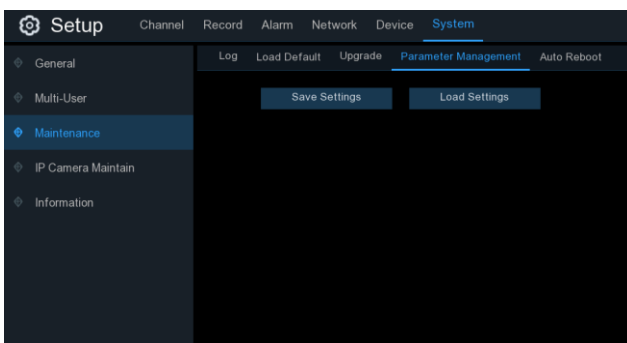 Setup Channel Record Alarm Network Device System
General
Log Load Default Upgrade Parameter Management Auto Reboot
Multi-User
Save Settings Load Settings
Maintenance
IP Camera Maintain
Information